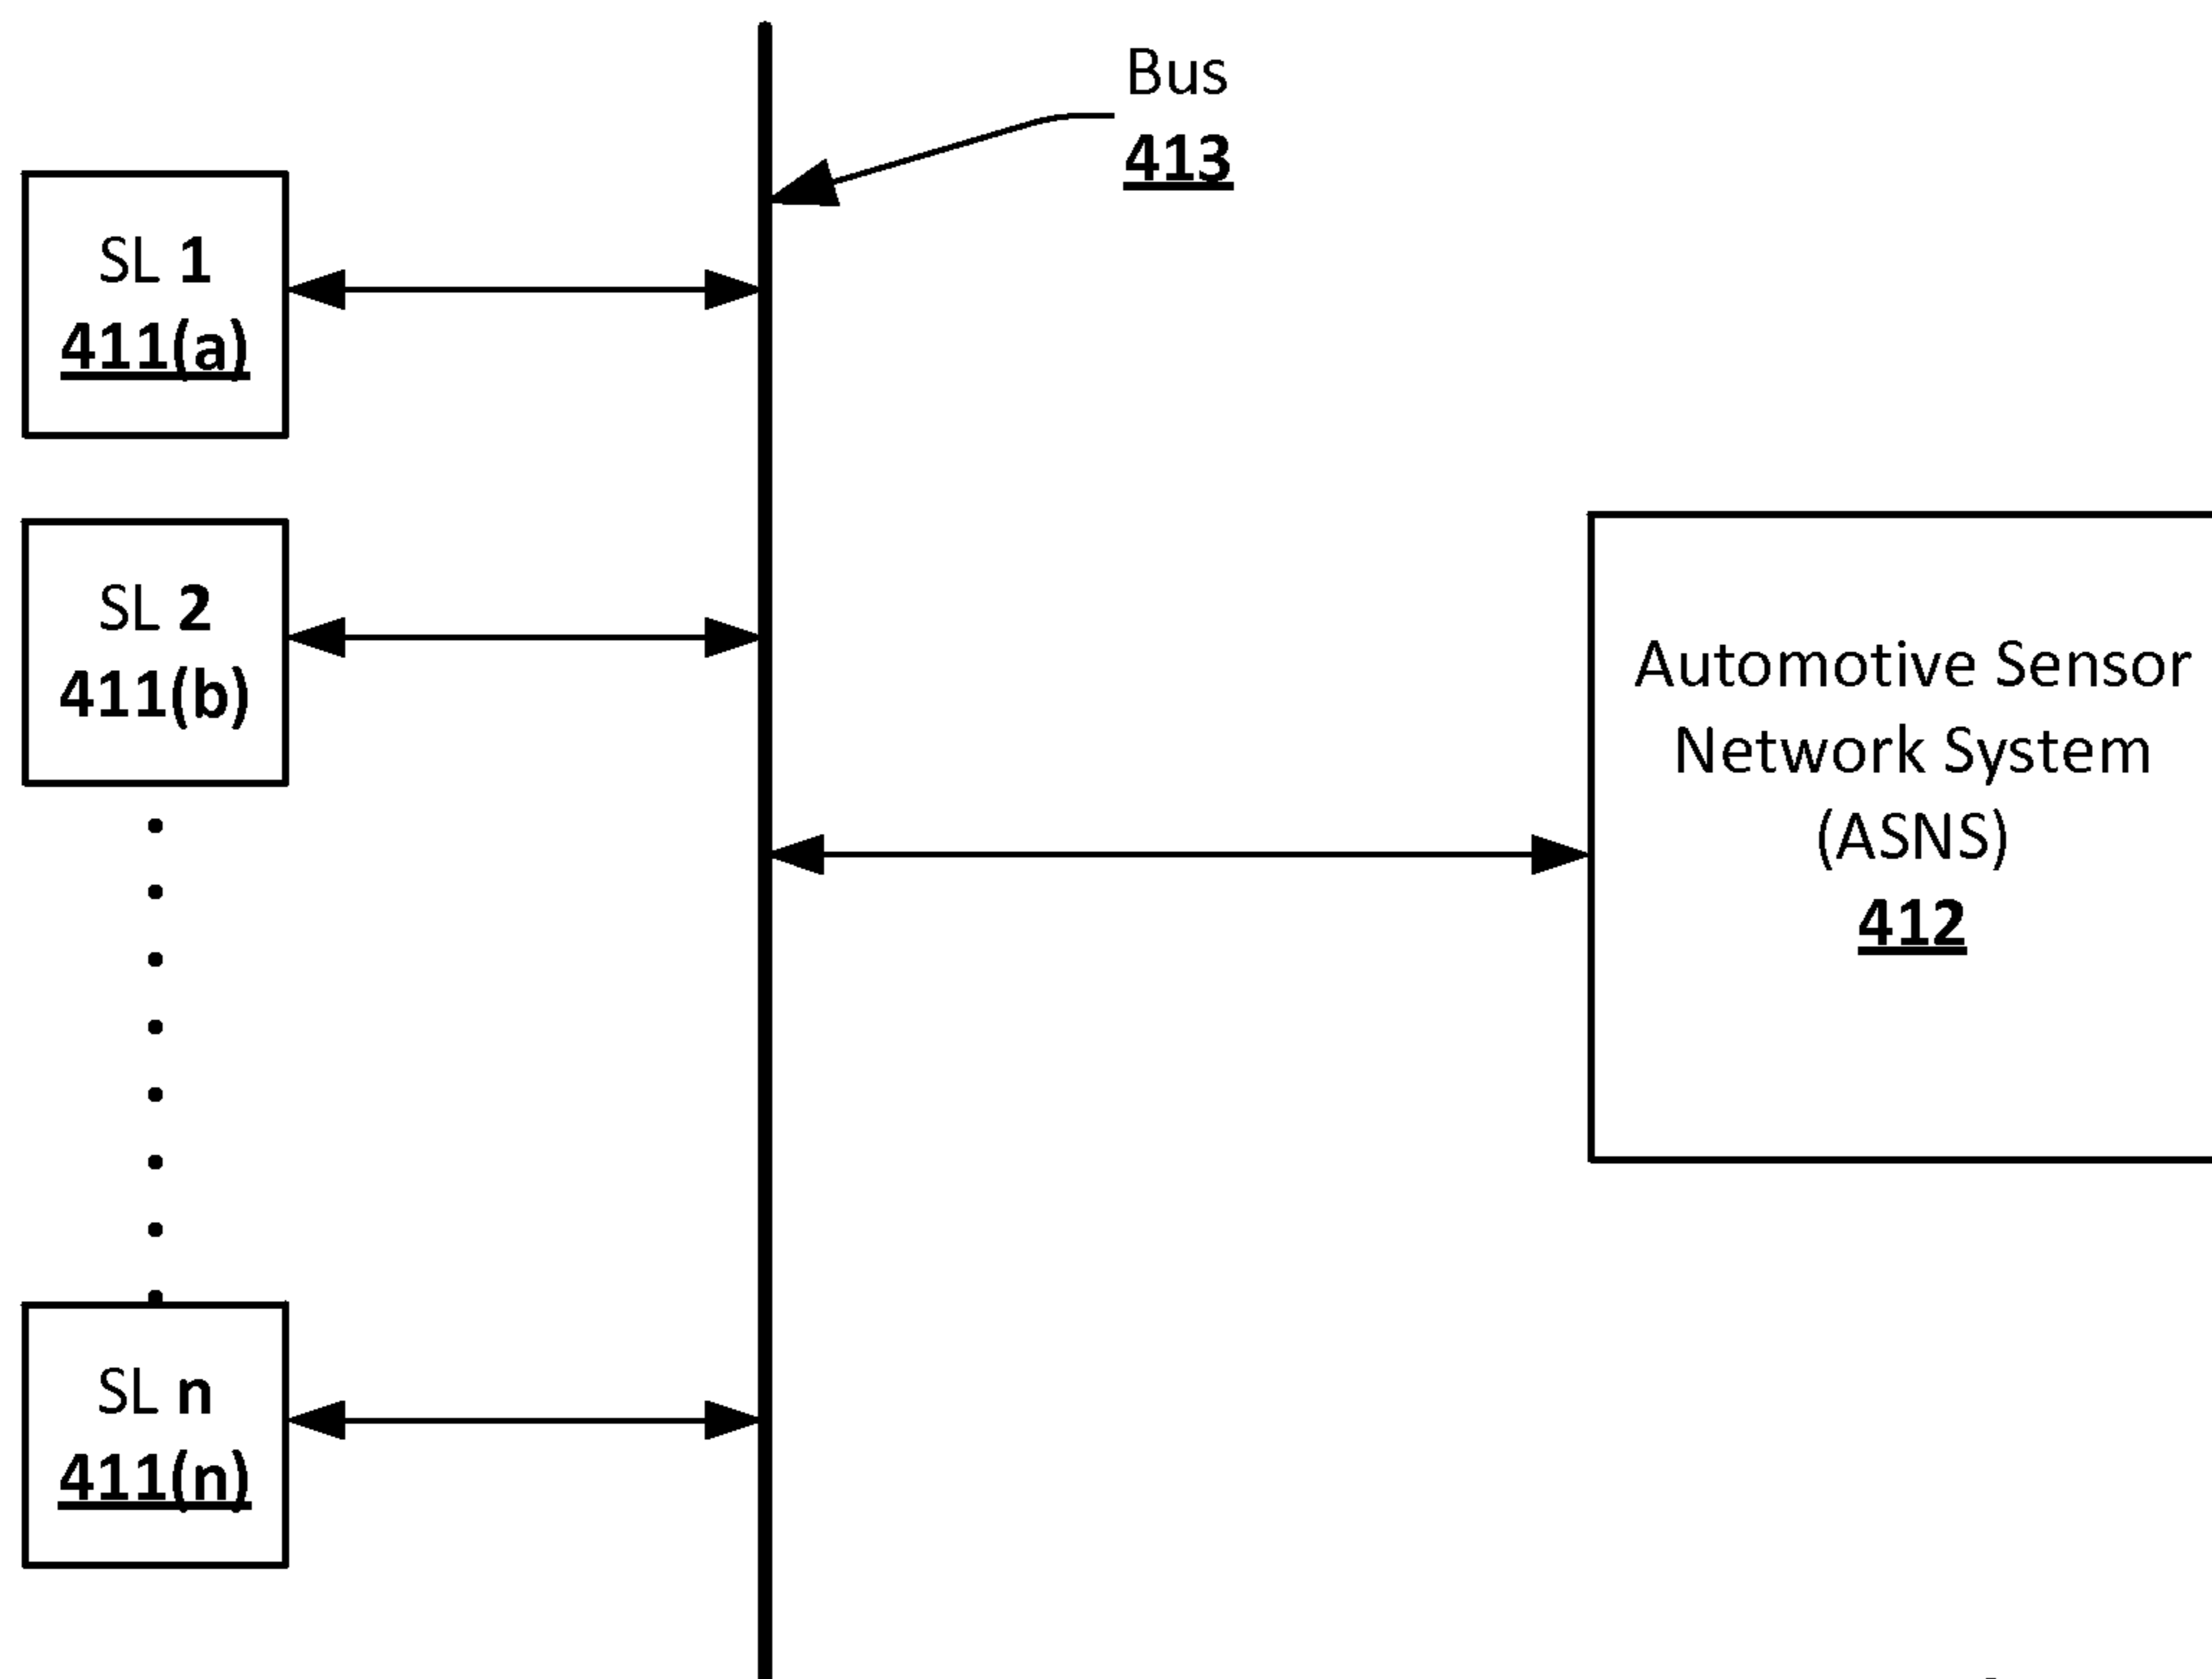 Bus
413
SL 1
411(a)
SL 2
411(b)
Automotive Sensor
Network System
(ASNS)
412
SL n
411(n)